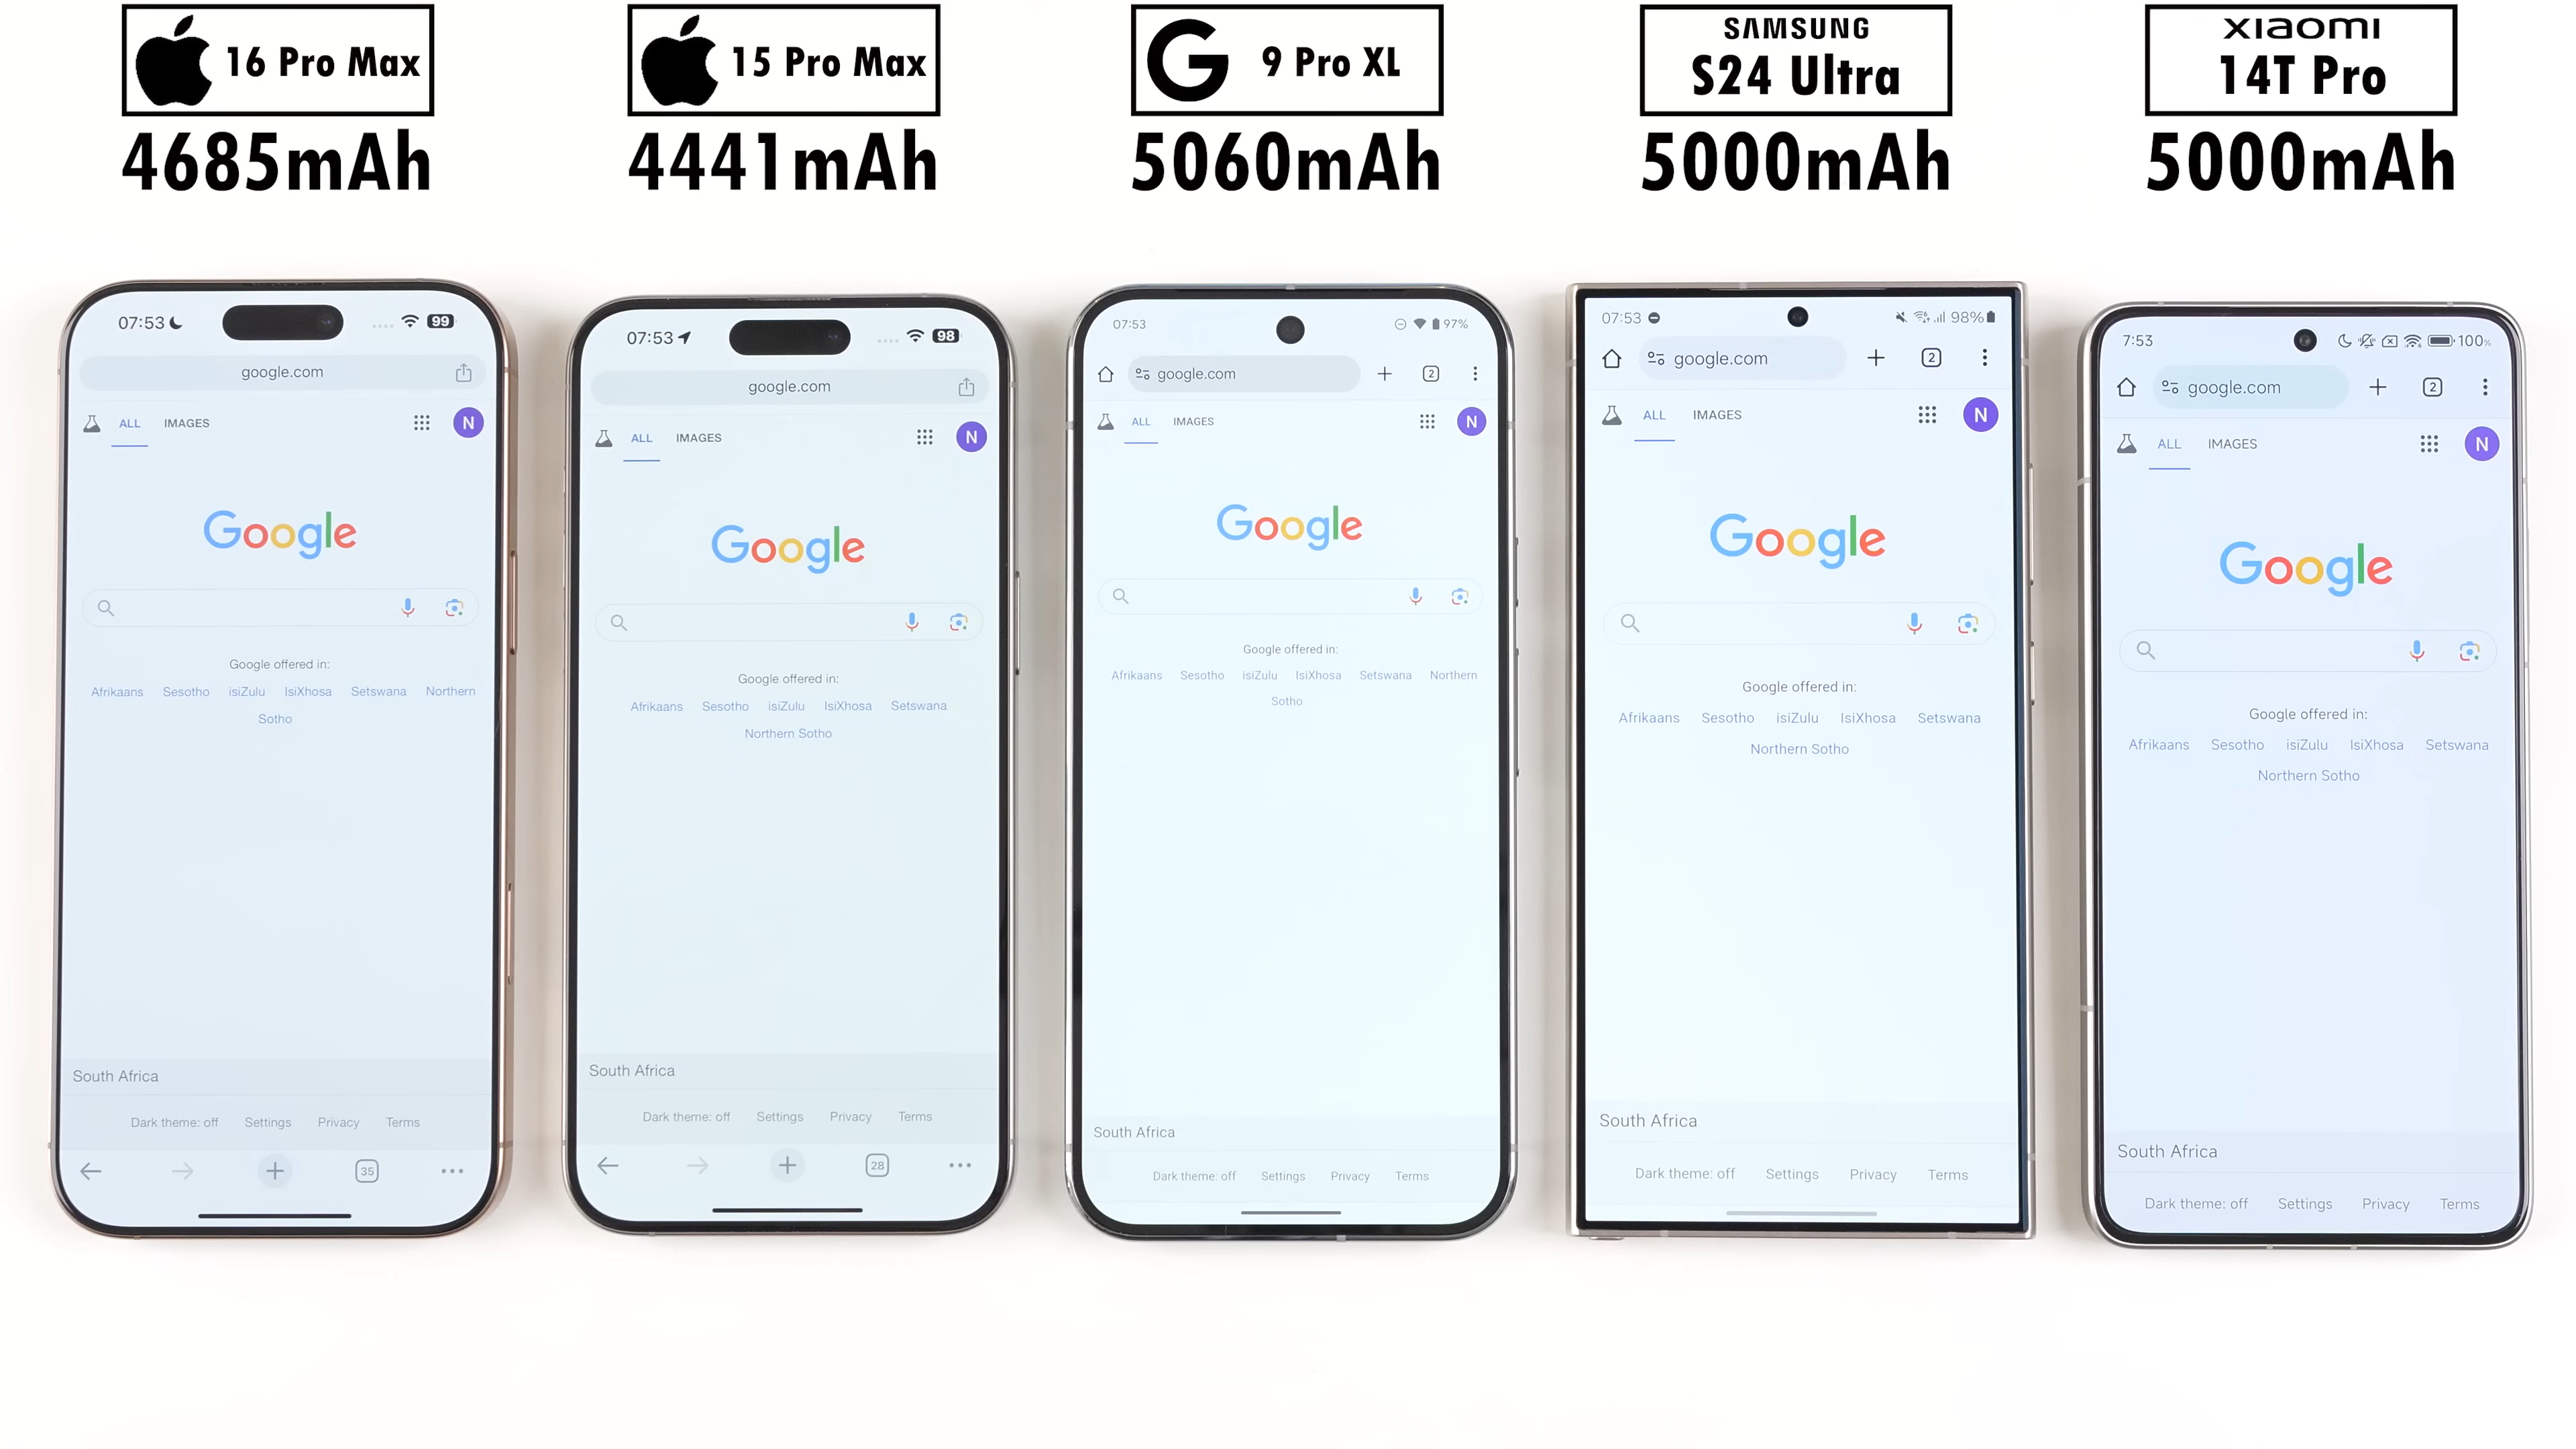 16 Pro Max
4685mAh
15 Pro Max
4441mAh
G 9 Pro XL
5060mAh
SAMSUNG
S24 Ultra
5000mAh
xiaomi
14T Pro
5000mAh
07:53 99
google.com
ALL IMAGES N
Google
Google offered in:
Afrikaans Sesotho isiZulu IsiXhosa Setswana Northern
Sotho
South Africa
Dark theme: off Settings Privacy Terms
35
07:53 98
google.com
ALL IMAGES N
Google
Google offered in:
Afrikaans Sesotho isiZulu IsiXhosa Setswana
Northern Sotho
South Africa
Dark theme: off Settings Privacy Terms
28
07:53 97%
google.com 2
ALL IMAGES N
Google
Google offered in:
Afrikaans Sesotho isiZulu IsiXhosa Setswana Northern
Sotho
South Africa
Dark theme: off Settings Privacy Terms
07:53 98%
google.com 2
ALL IMAGES N
Google
Google offered in:
Afrikaans Sesotho isiZulu IsiXhosa Setswana
Northern Sotho
South Africa
Dark theme: off Settings Privacy Terms
7:53 100%
google.com 2
ALL IMAGES N
Google
Google offered in:
Afrikaans Sesotho isiZulu IsiXhosa Setswana
Northern Sotho
South Africa
Dark theme: off Settings Privacy Terms